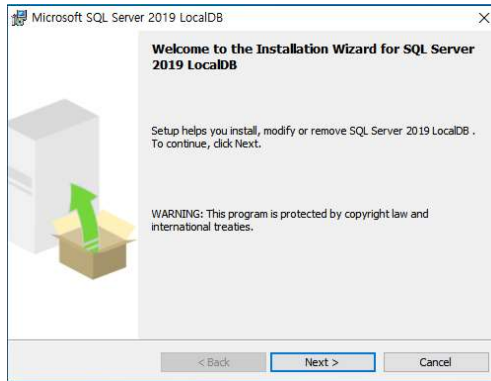 Microsoft SQL Server 2019 LocalDB
Welcome to the Installation Wizard for SQL Server
2019 LocalDB
Setup helps you install, modify or remove SQL Server 2019 LocalDB .
To continue, click Next.
WARNING: This program is protected by copyright law and
international treaties.
< Back
Next >
Cancel